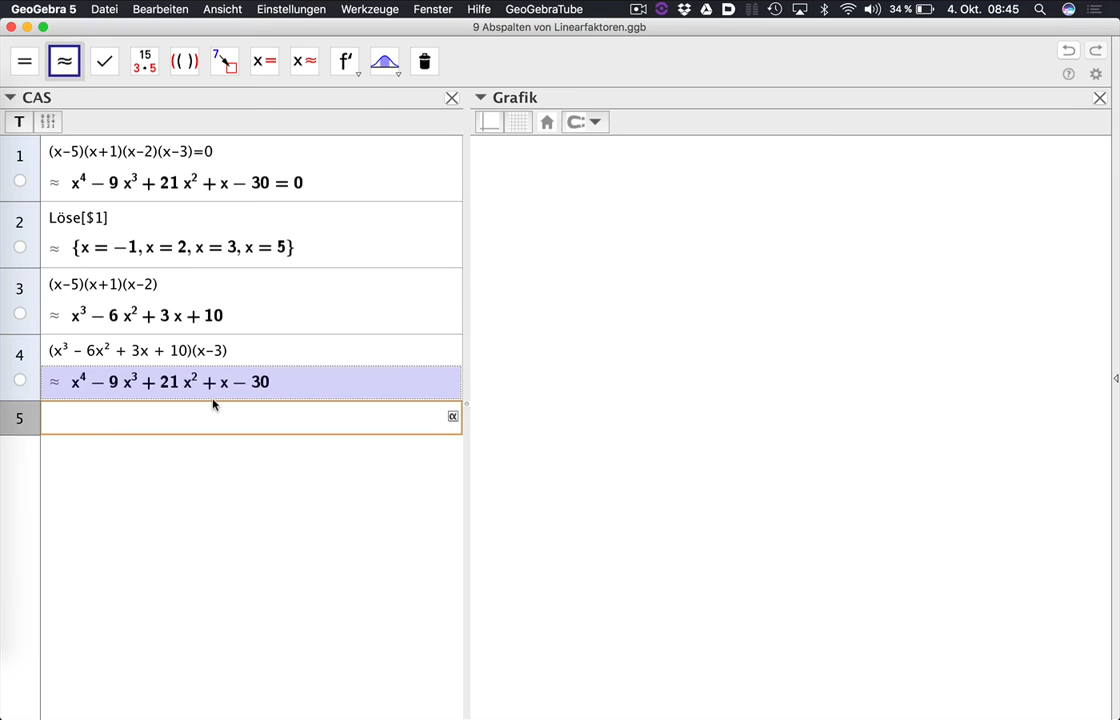 GeoGebra 5 Datei Bearbeiten Ansicht Einstellungen Werkzeuge Fenster Hilfe GeoGebraTube 34 % 4. Okt. 08:45
9 Abspalten von Linearfaktoren.ggb
= ≈ ✓ 15 3•5 (( )) 7 x= x≈ f′
CAS
Grafik
T
1 (x–5)(x+1)(x–2)(x–3)=0
≈ x⁴ – 9 x³ + 21 x² + x – 30 = 0
2 Löse[$1]
≈ {x = –1, x = 2, x = 3, x = 5}
3 (x–5)(x+1)(x–2)
≈ x³ – 6 x² + 3 x + 10
4 (x³ – 6x² + 3x + 10)(x–3)
≈ x⁴ – 9 x³ + 21 x² + x – 30
5 α